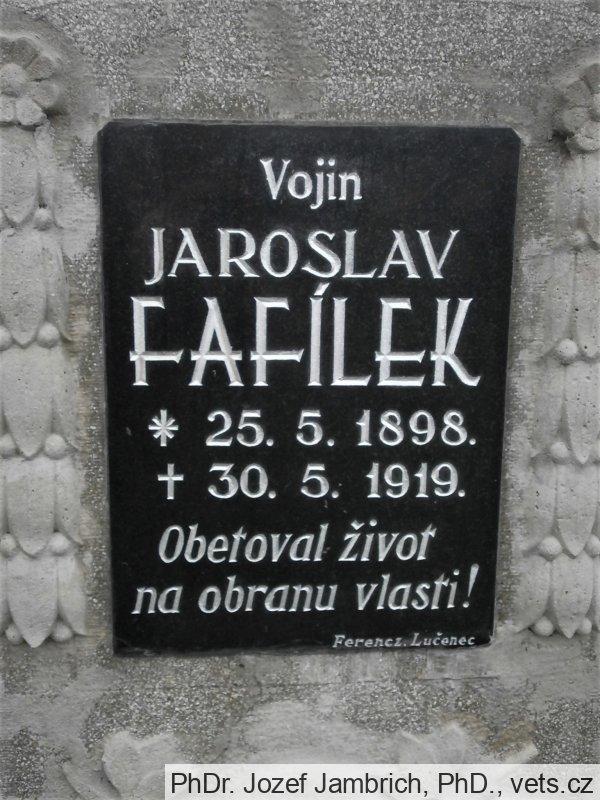 Vojin
JAROSLAV
FAFÍLEK
* 25. 5. 1898.
† 30. 5. 1919.
Obetoval život
na obranu vlasti!
Ferencz. Lučenec
PhDr. Jozef Jambrich, PhD., vets.cz